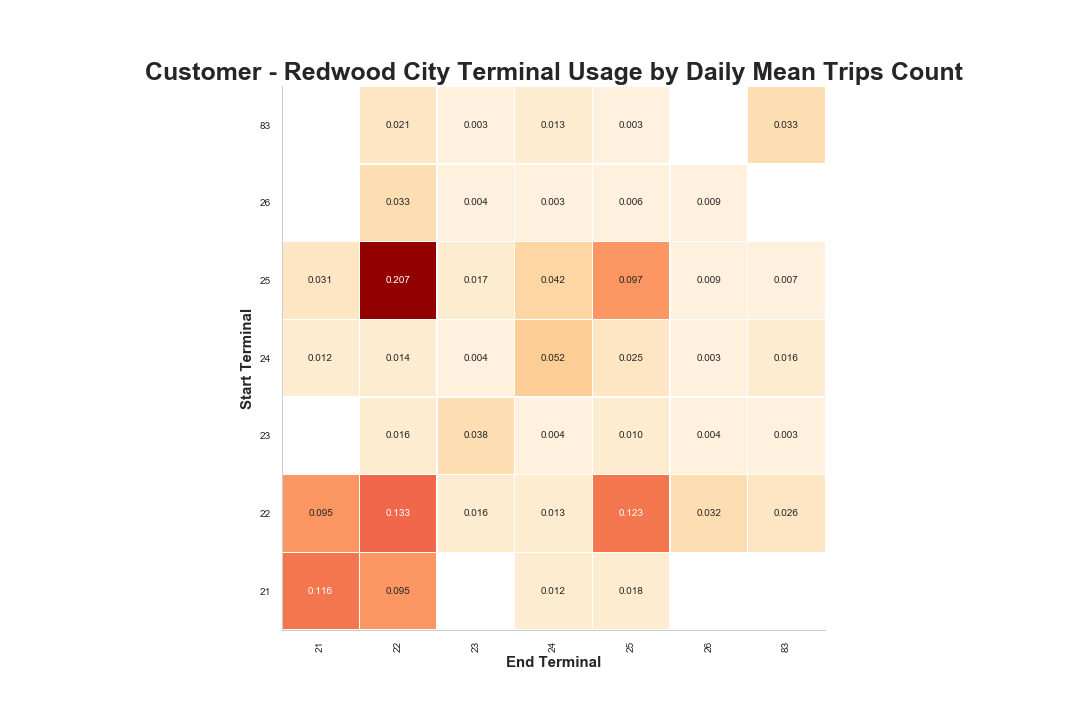 Customer - Redwood City Terminal Usage by Daily Mean Trips Count
83 0.021 0.003 0.013 0.003 0.033
26 0.033 0.004 0.003 0.006 0.009
25 0.031 0.207 0.017 0.042 0.097 0.009 0.007
24 0.012 0.014 0.004 0.052 0.025 0.003 0.016
23 0.016 0.038 0.004 0.010 0.004 0.003
22 0.095 0.133 0.016 0.013 0.123 0.032 0.026
21 0.116 0.095 0.012 0.018
Start Terminal
21 22 23 24 25 26 83
End Terminal